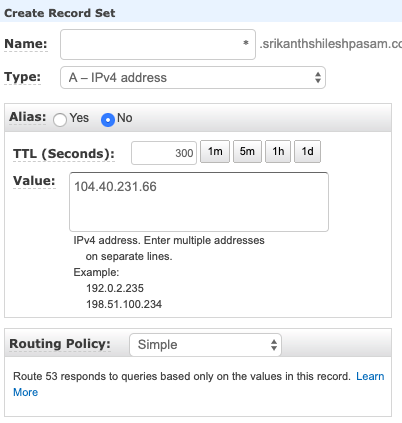 Create Record Set
Name: * .srikanthshileshpasam.co
Type: A – IPv4 address
Alias: Yes No
TTL (Seconds): 300 1m 5m 1h 1d
Value: 104.40.231.66
IPv4 address. Enter multiple addresses
on separate lines.
Example:
192.0.2.235
198.51.100.234
Routing Policy: Simple
Route 53 responds to queries based only on the values in this record. Learn
More